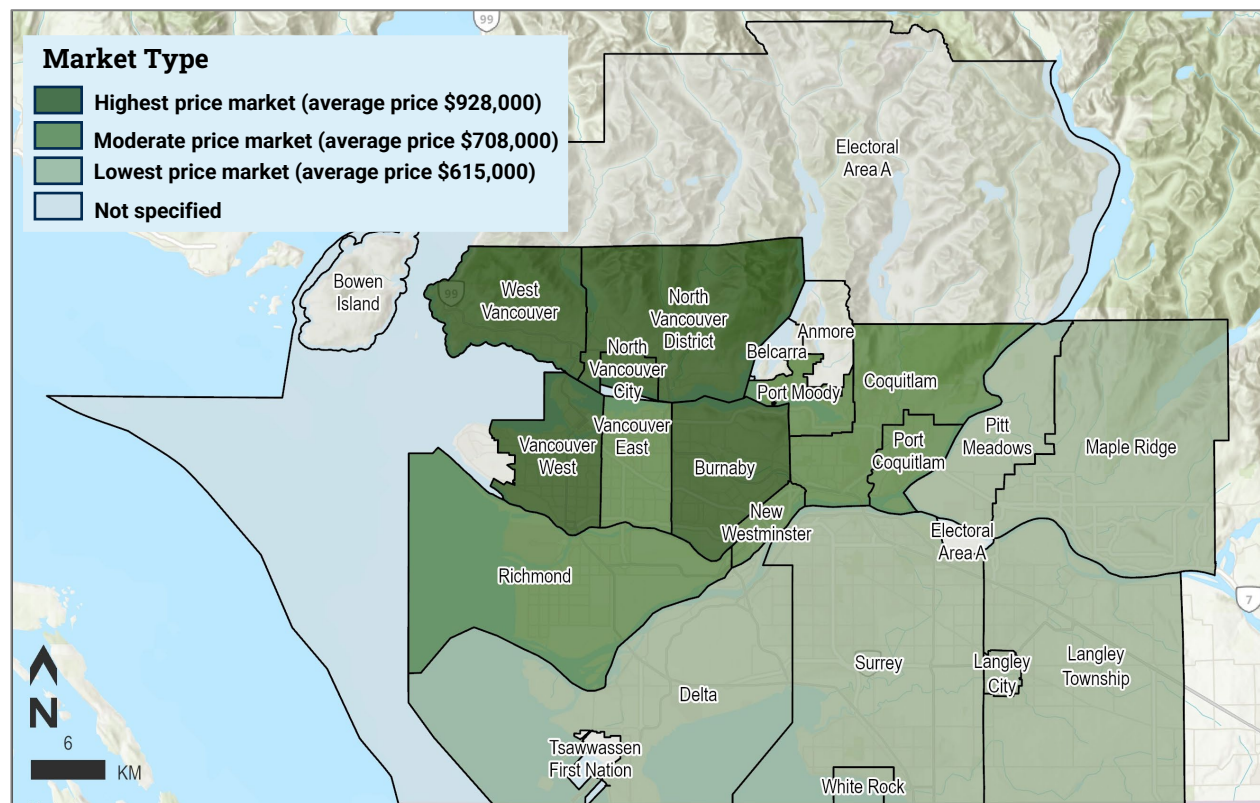 99
Market Type
Highest price market (average price $928,000)
Moderate price market (average price $708,000)
Lowest price market (average price $615,000)
Not specified
Electoral
Area A
Bowen
Island
99
West
Vancouver
North
Vancouver
District
North
Vancouver
City
Belcarra
Anmore
Port Moody
Coquitlam
Vancouver
West
Vancouver
East
Burnaby
Port
Coquitlam
Pitt
Meadows
Maple Ridge
New
Westminster
Electoral
Area A
Richmond
7
Delta
Surrey
Langley
City
Langley
Township
Tsawwassen
First Nation
White Rock
N
6
KM